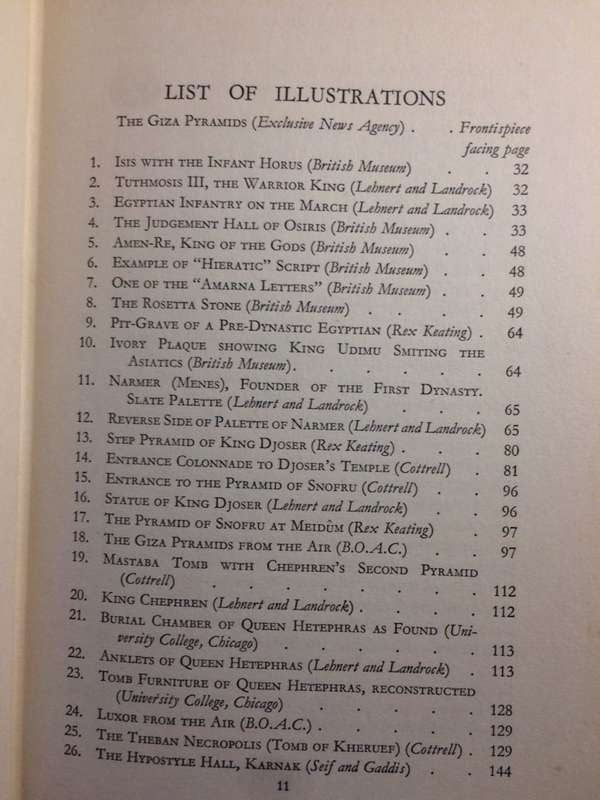 LIST OF ILLUSTRATIONS
THE GIZA PYRAMIDS (Exclusive News Agency) . . Frontispiece
facing page
1. ISIS WITH THE INFANT HORUS (British Museum) . . 32
2. TUTHMOSIS III, THE WARRIOR KING (Lehnert and Landrock) 32
3. EGYPTIAN INFANTRY ON THE MARCH (Lehnert and Landrock) 33
4. THE JUDGEMENT HALL OF OSIRIS (British Museum) . . 33
5. AMEN-RE, KING OF THE GODS (British Museum) . . 48
6. EXAMPLE OF "HIERATIC" SCRIPT (British Museum) . . 48
7. ONE OF THE "AMARNA LETTERS" (British Museum) . . 49
8. THE ROSETTA STONE (British Museum) . . . . 49
9. PIT-GRAVE OF A PRE-DYNASTIC EGYPTIAN (Rex Keating) . 64
10. IVORY PLAQUE SHOWING KING UDIMU SMITING THE
ASIATICS (British Museum) . . . . . . 64
11. NARMER (MENES), FOUNDER OF THE FIRST DYNASTY.
SLATE PALETTE (Lehnert and Landrock) . . . 65
12. REVERSE SIDE OF PALETTE OF NARMER (Lehnert and Landrock) 65
13. STEP PYRAMID OF KING DJOSER (Rex Keating) . . . 80
14. ENTRANCE COLONNADE TO DJOSER'S TEMPLE (Cottrell) . 81
15. ENTRANCE TO THE PYRAMID OF SNOFRU (Cottrell) . . 96
16. STATUE OF KING DJOSER (Lehnert and Landrock) . . 96
17. THE PYRAMID OF SNOFRU AT MEIDÛM (Rex Keating) . 97
18. THE GIZA PYRAMIDS FROM THE AIR (B.O.A.C.) . . 97
19. MASTABA TOMB WITH CHEPHREN'S SECOND PYRAMID
(Cottrell) . . . . . . . . 112
20. KING CHEPHREN (Lehnert and Landrock) . . . . 112
21. BURIAL CHAMBER OF QUEEN HETEPHRAS AS FOUND (Uni-
versity College, Chicago) . . . . . . 113
22. ANKLETS OF QUEEN HETEPHRAS (Lehnert and Landrock) . 113
23. TOMB FURNITURE OF QUEEN HETEPHRAS, RECONSTRUCTED
(University College, Chicago) . . . . . 128
24. LUXOR FROM THE AIR (B.O.A.C.) . . . . . 129
25. THE THEBAN NECROPOLIS (TOMB OF KHERUEF) (Cottrell) . 129
26. THE HYPOSTYLE HALL, KARNAK (Seif and Gaddis) . . 144
11